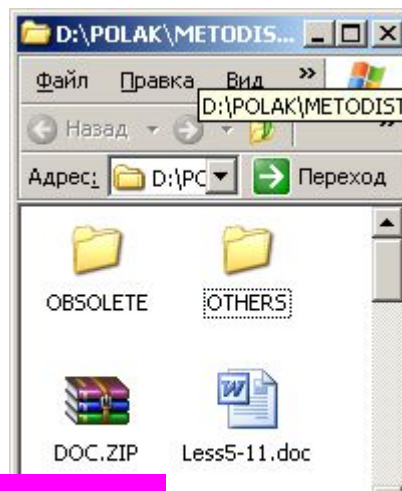 D:\POLAK\METODIS...
Файл Правка Вид »
D:\POLAK\METODIST
Назад »
Адрес: D:\PC Переход
OBSOLETE OTHERS
DOC.ZIP Less5-11.doc